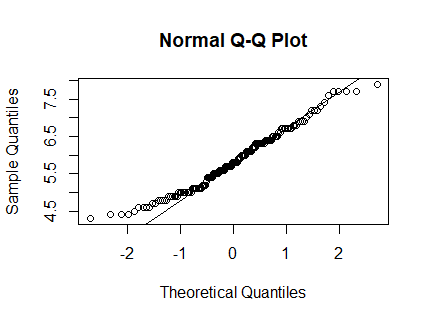 Normal Q-Q Plot
Sample Quantiles
7.5
6.5
5.5
4.5
-2 -1 0 1 2
Theoretical Quantiles